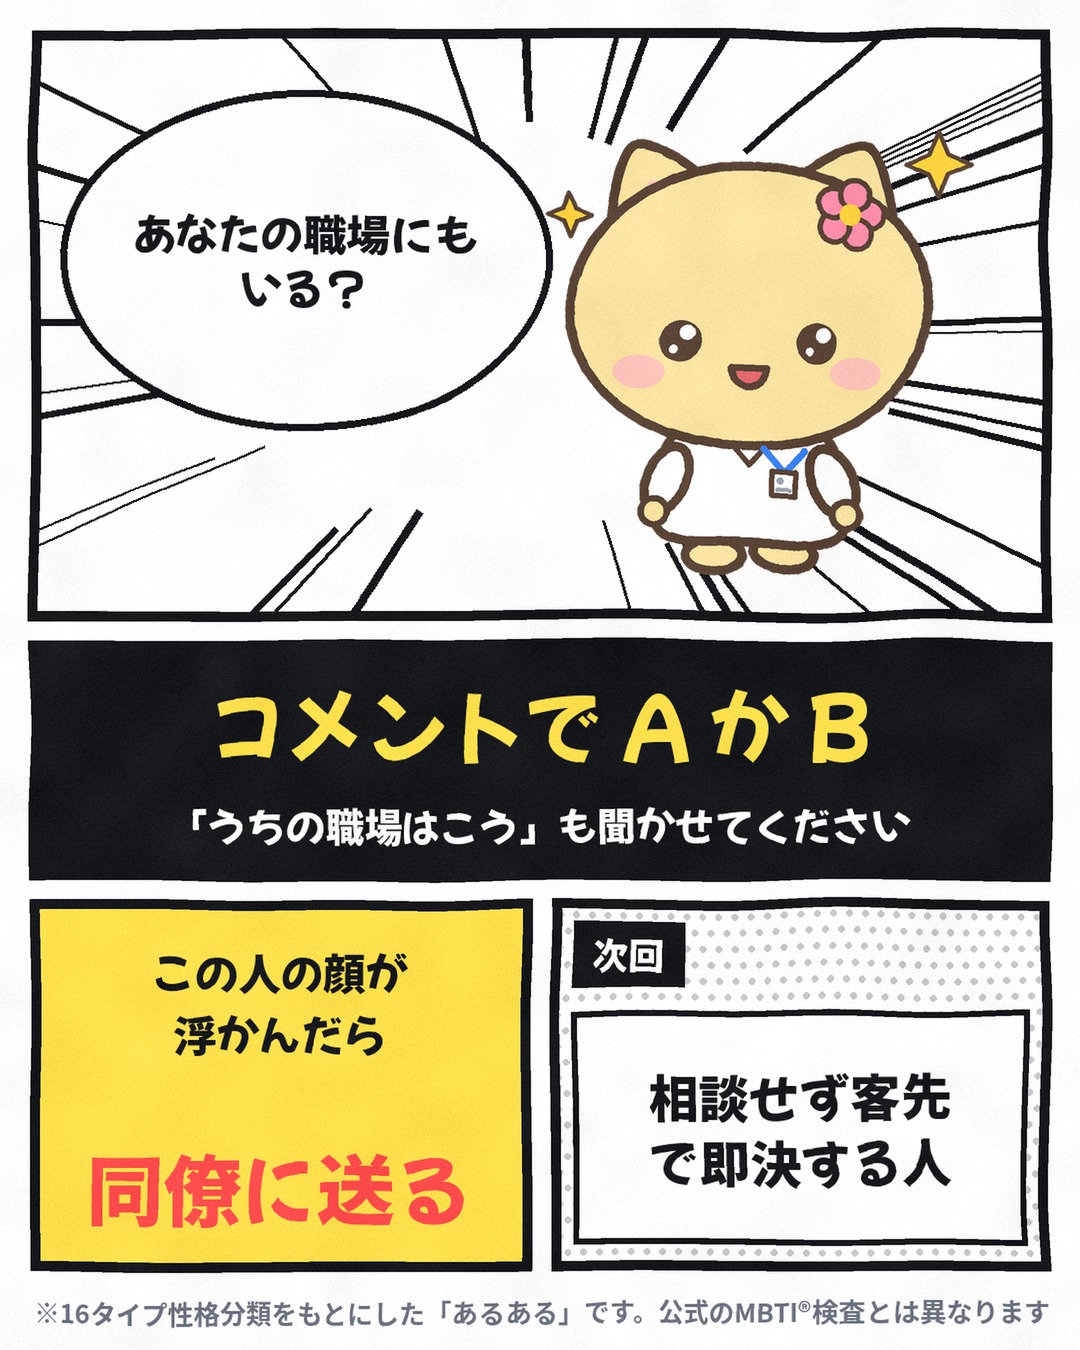 あなたの職場にも
いる？
コメントでAかB
「うちの職場はこう」も聞かせてください
この人の顔が
浮かんだら
同僚に送る
次回
相談せず客先
で即決する人
※16タイプ性格分類をもとにした「あるある」です。公式のMBTI®検査とは異なります